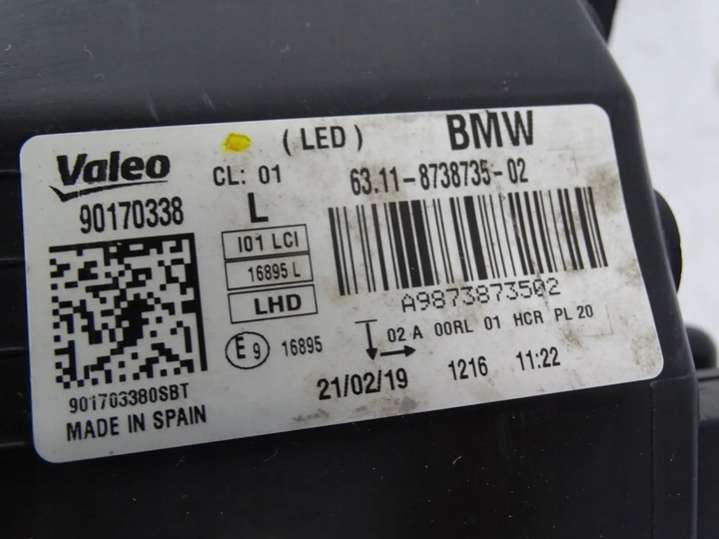 ( LED ) BMW
Valeo CL: 01 63.11-8738735-02
90170338 L
I01 LCI
16895 L
LHD
A9873873502
02 A 00RL 01 HCR PL 20
E9 16895
21/02/19 1216 11:22
901703380SBT
MADE IN SPAIN